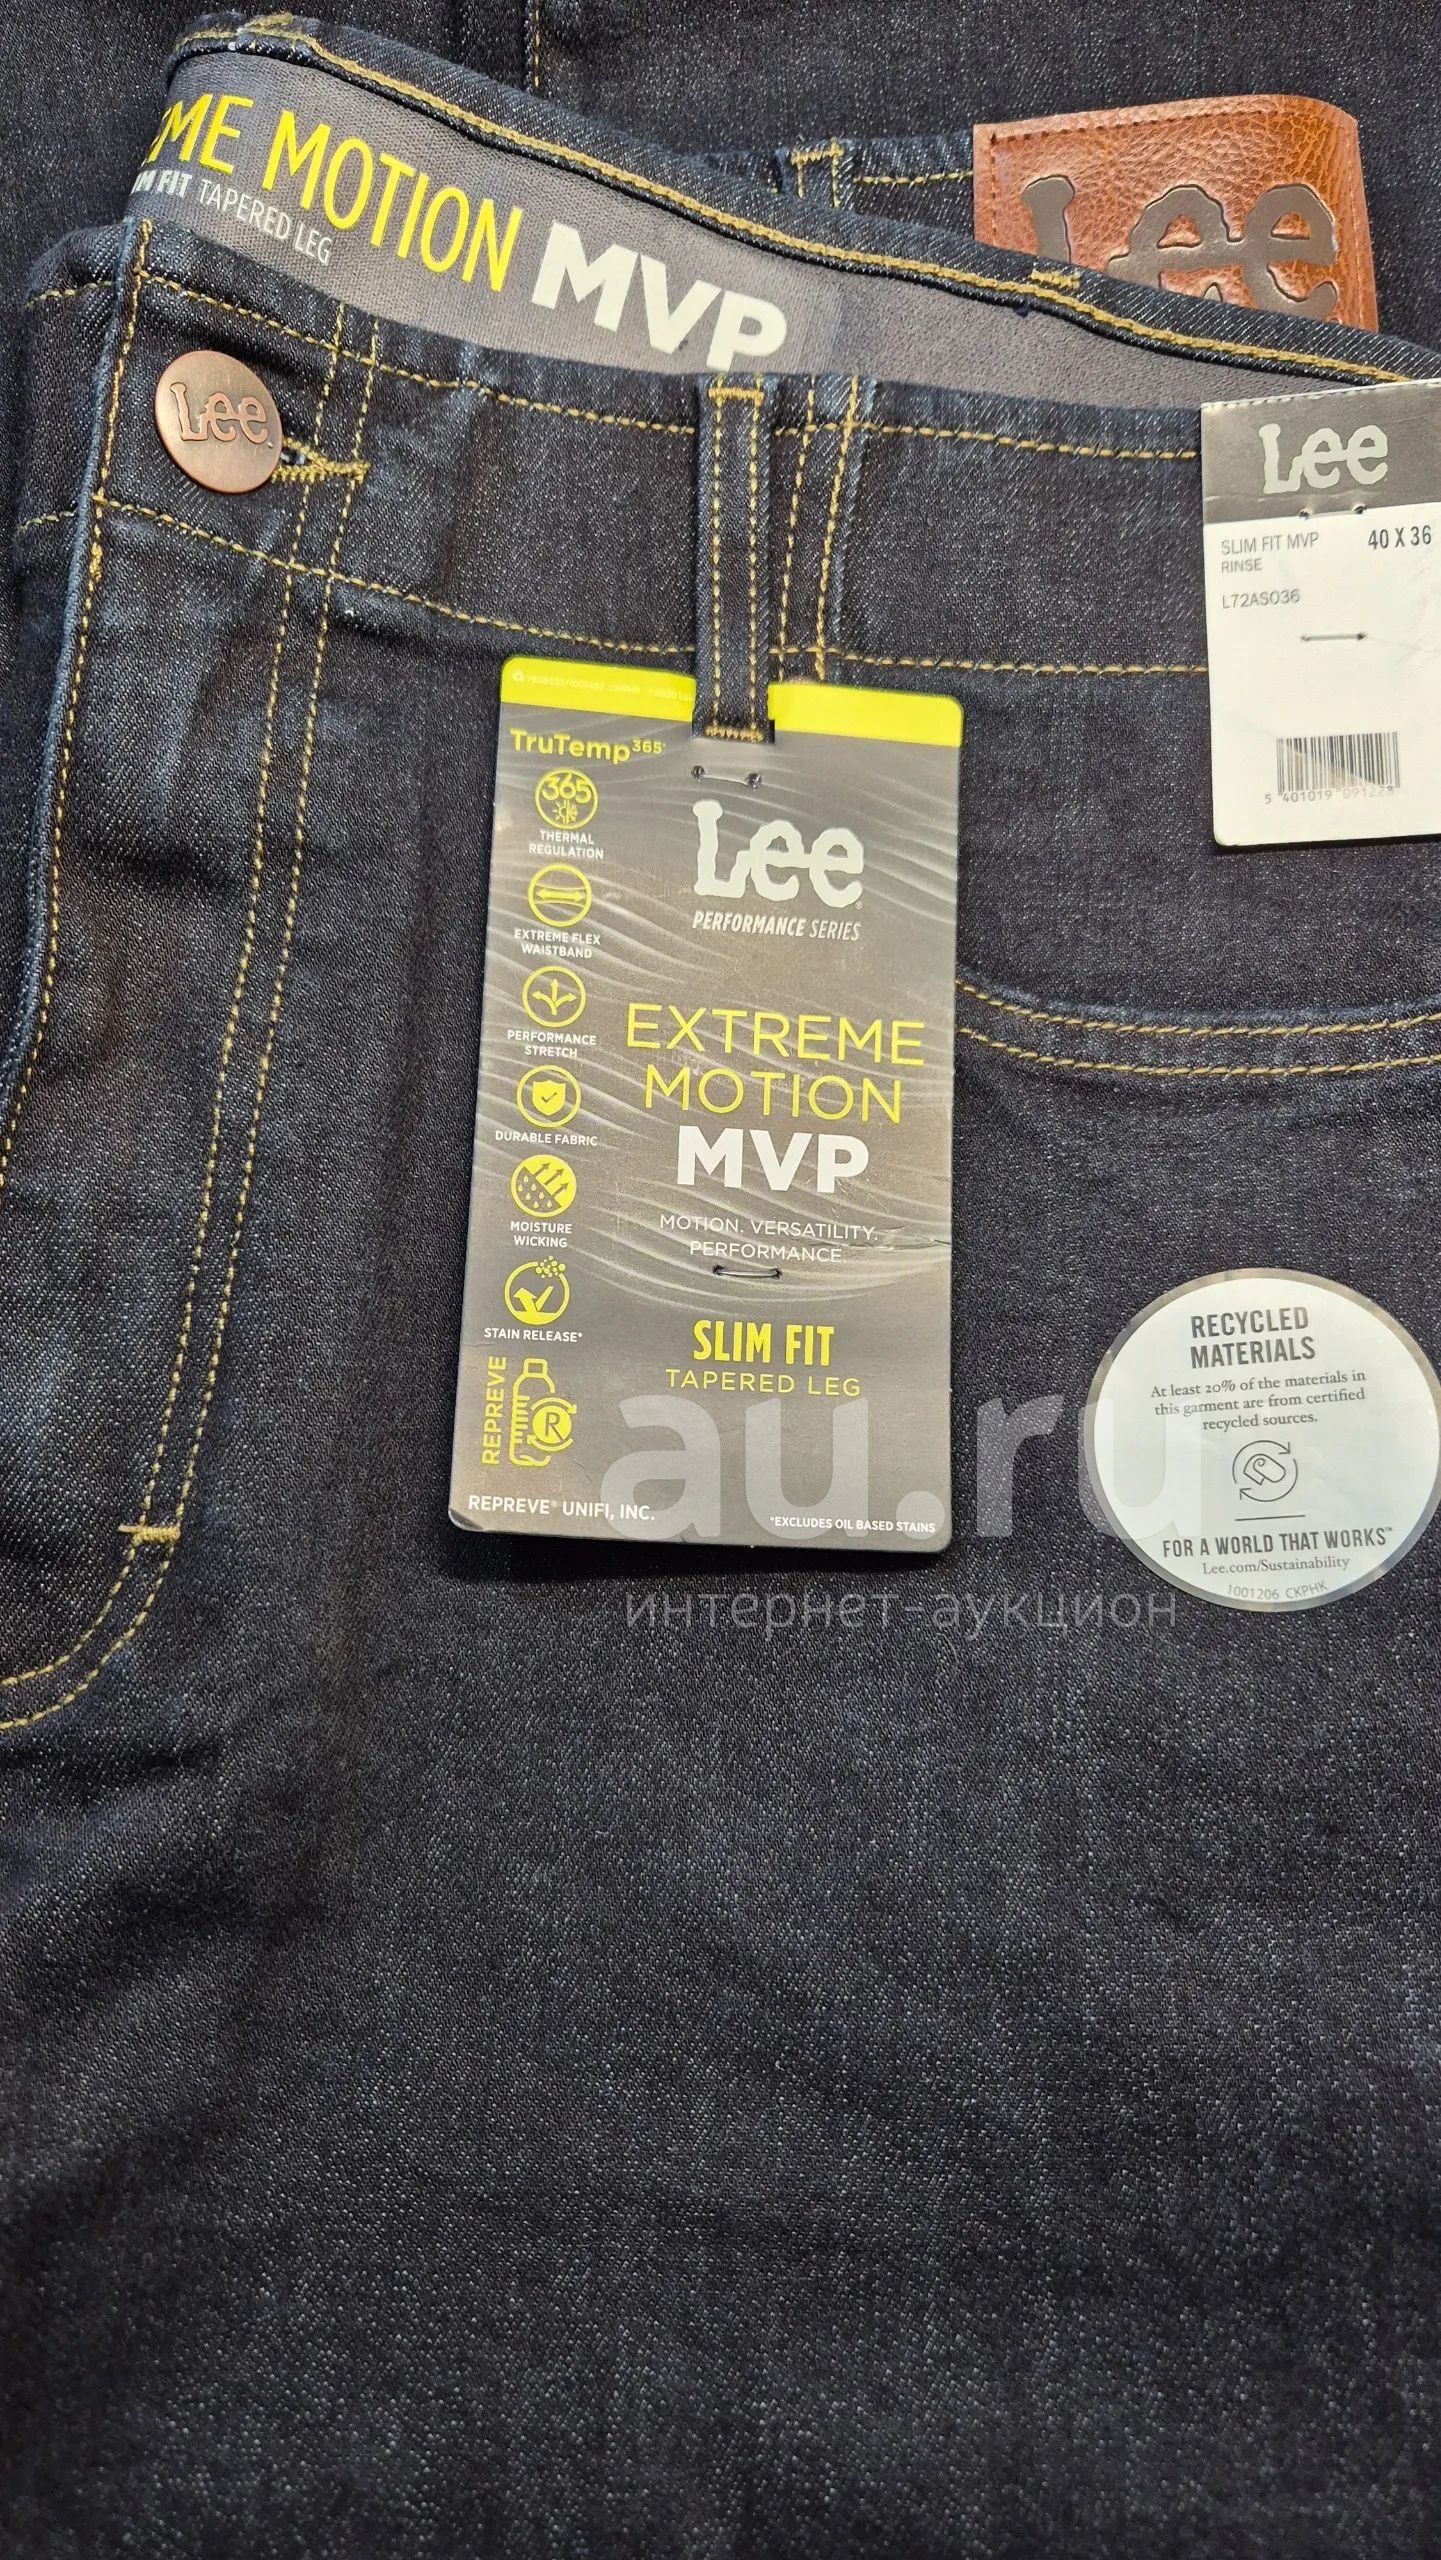 ME MOTION MVP
M FIT TAPERED LEG
Lee
Lee
Lee
SLIM FIT MVP
RINSE
40 X 36
L72AS036
5 401019 091228
TruTemp365®
365
THERMAL
REGULATION
EXTREME FLEX
WAISTBAND
PERFORMANCE
STRETCH
DURABLE FABRIC
MOISTURE
WICKING
STAIN RELEASE*
REPREVE
R
REPREVE® UNIFI, INC.
Lee®
PERFORMANCE SERIES
EXTREME
MOTION
MVP
MOTION. VERSATILITY.
PERFORMANCE.
SLIM FIT
TAPERED LEG
*EXCLUDES OIL BASED STAINS
RECYCLED
MATERIALS
At least 20% of the materials in
this garment are from certified
recycled sources.
FOR A WORLD THAT WORKS™
Lee.com/Sustainability
1001206 CKPHK
au.ru
интернет-аукцион